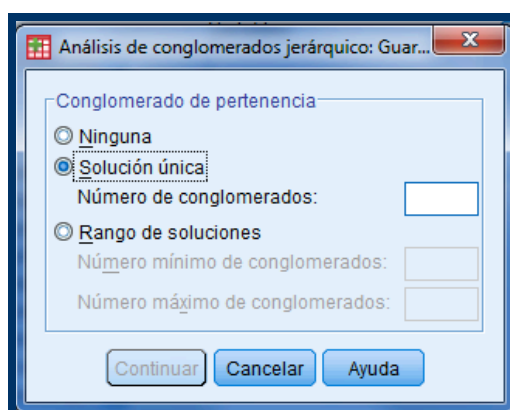 Análisis de conglomerados jerárquico: Guar...
Conglomerado de pertenencia
Ninguna
Solución única
Número de conglomerados:
Rango de soluciones
Número mínimo de conglomerados:
Número máximo de conglomerados:
Continuar Cancelar Ayuda